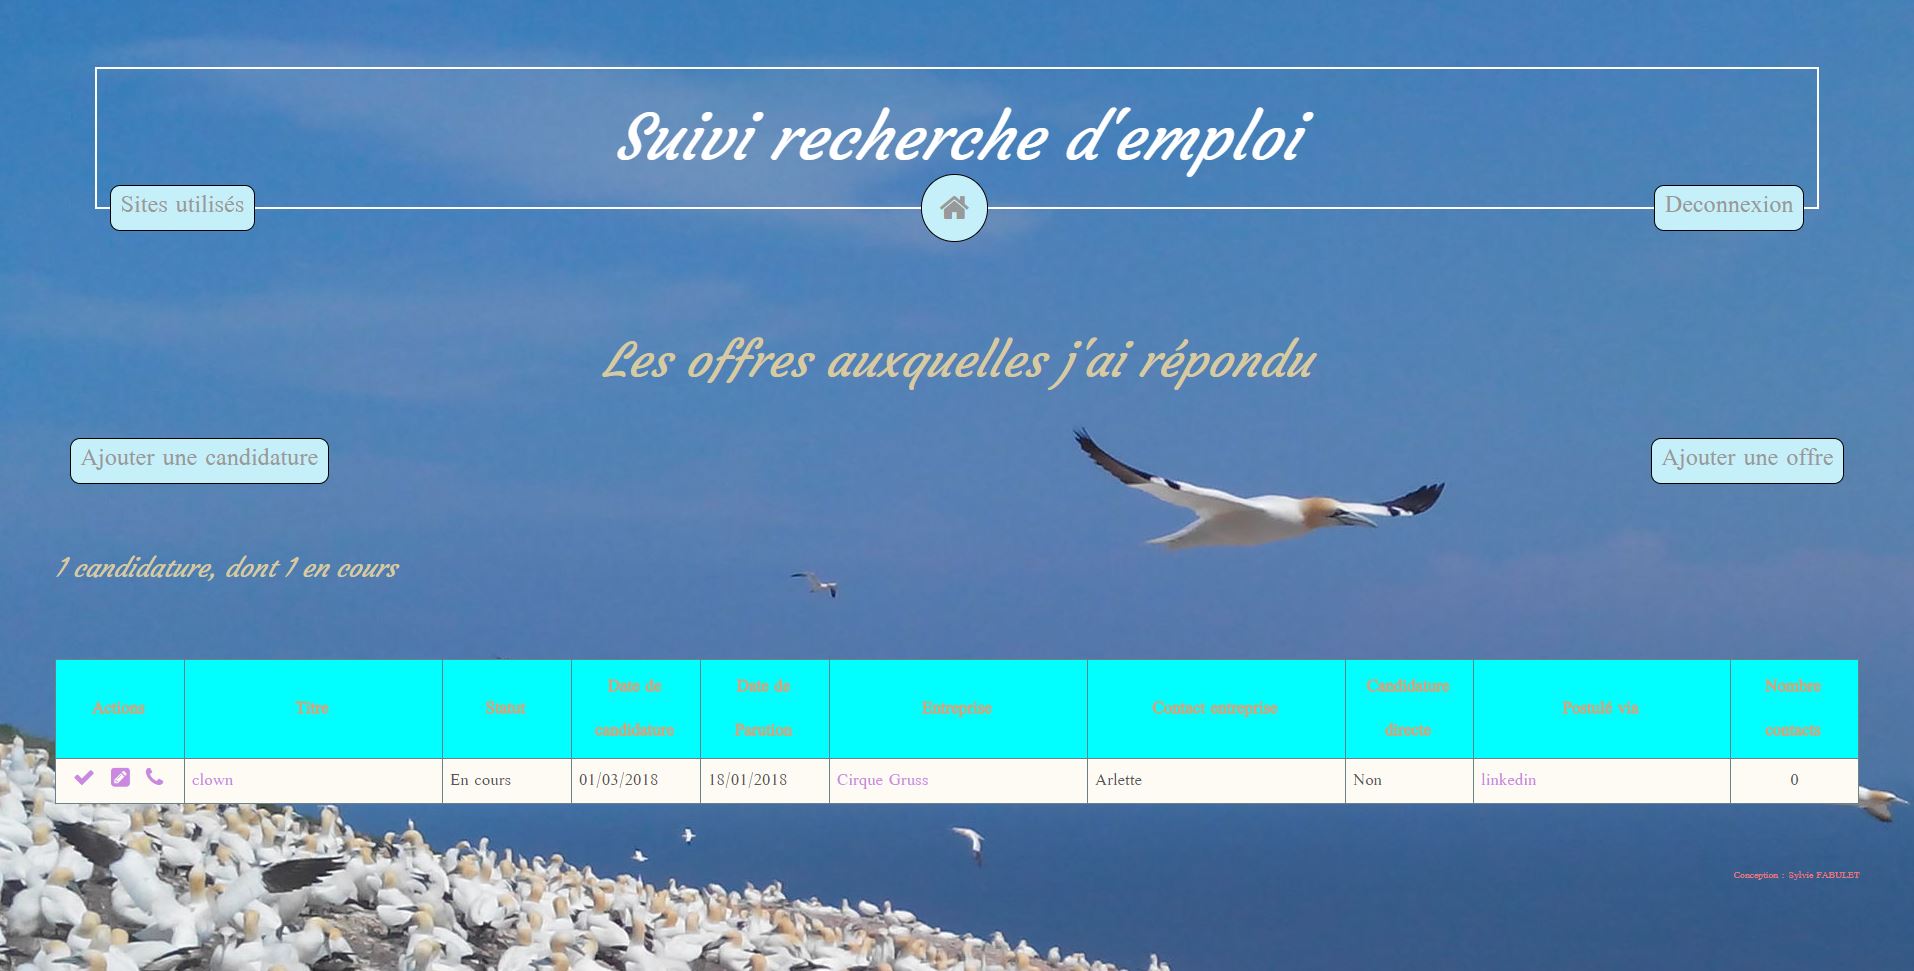 Suivi recherche d'emploi
Sites utilisés
Deconnexion
Les offres auxquelles j'ai répondu
Ajouter une candidature
Ajouter une offre
1 candidature, dont 1 en cours
Actions Titre Statut Date de candidature Date de Parution Entreprise Contact entreprise Candidature directe Postulé via Nombre contacts
clown En cours 01/03/2018 18/01/2018 Cirque Gruss Arlette Non linkedin 0
Conception : Sylvie FABULET